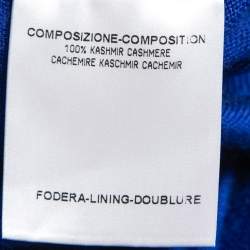 COMPOSIZIONE-COMPOSITION
100% KASHMIR CASHMERE
CACHEMIRE KASCHMIR CACHEMIR
FODERA-LINING-DOUBLURE